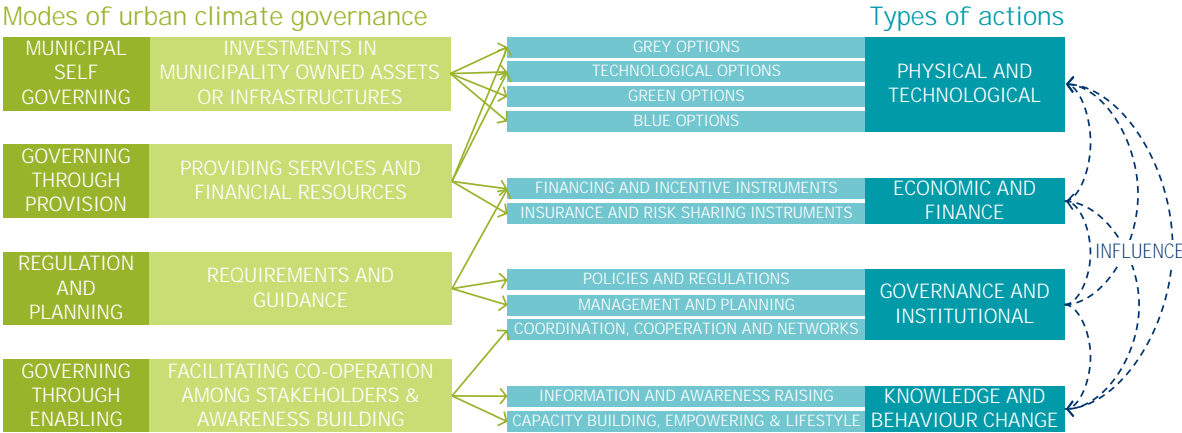 Modes of urban climate governance
Types of actions
MUNICIPAL
SELF
GOVERNING
INVESTMENTS IN
MUNICIPALITY OWNED ASSETS
OR INFRASTRUCTURES
GREY OPTIONS
TECHNOLOGICAL OPTIONS
GREEN OPTIONS
BLUE OPTIONS
PHYSICAL AND
TECHNOLOGICAL
GOVERNING
THROUGH
PROVISION
PROVIDING SERVICES AND
FINANCIAL RESOURCES
FINANCING AND INCENTIVE INSTRUMENTS
INSURANCE AND RISK SHARING INSTRUMENTS
ECONOMIC AND
FINANCE
INFLUENCE
REGULATION
AND
PLANNING
REQUIREMENTS AND
GUIDANCE
POLICIES AND REGULATIONS
MANAGEMENT AND PLANNING
COORDINATION, COOPERATION AND NETWORKS
GOVERNANCE AND
INSTITUTIONAL
GOVERNING
THROUGH
ENABLING
FACILITATING CO-OPERATION
AMONG STAKEHOLDERS &
AWARENESS BUILDING
INFORMATION AND AWARENESS RAISING
CAPACITY BUILDING, EMPOWERING & LIFESTYLE
KNOWLEDGE AND
BEHAVIOUR CHANGE